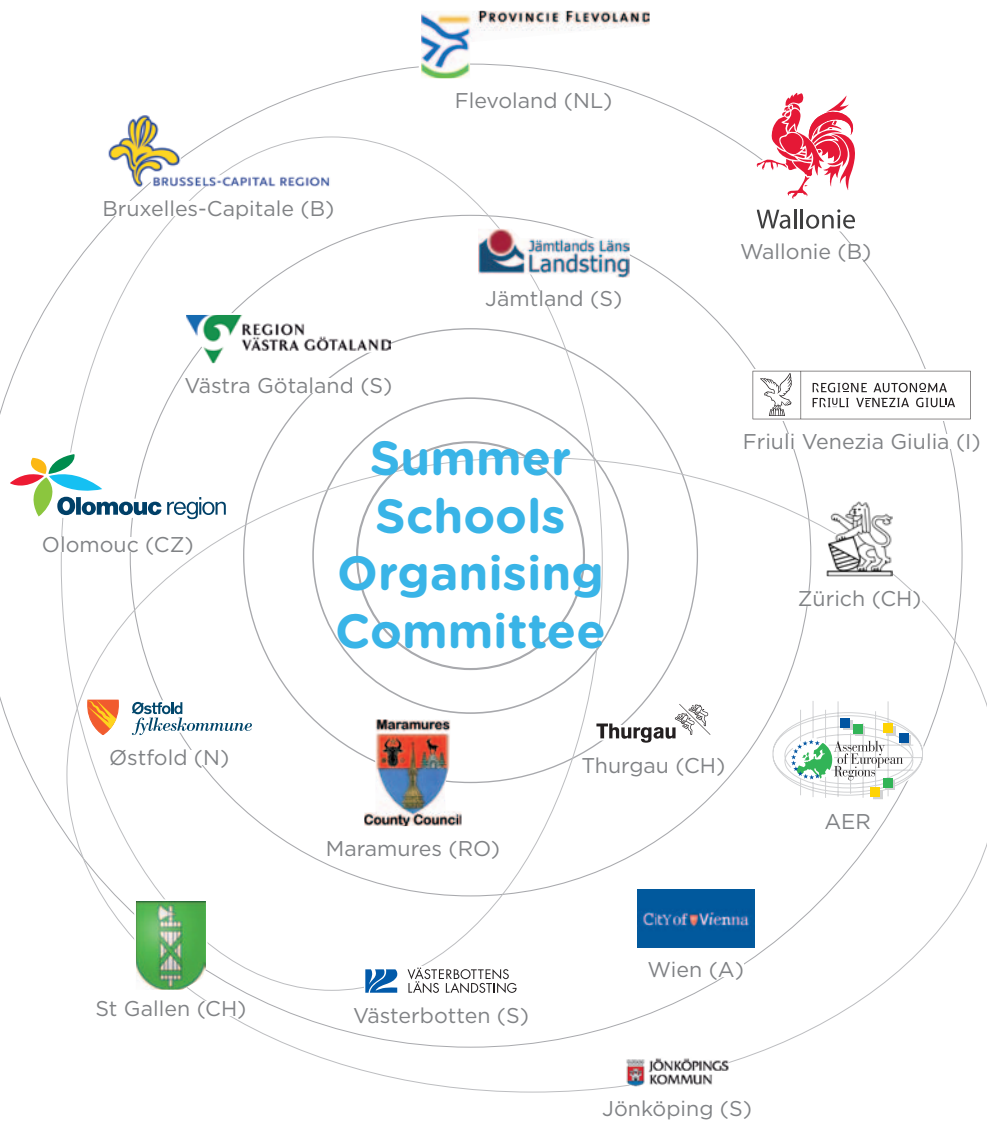 PROVINCIE FLEVOLAND
Flevoland (NL)
BRUSSELS-CAPITAL REGION
Bruxelles-Capitale (B)
Wallonie
Wallonie (B)
Jämtlands Läns
Landsting
Jämtland (S)
REGION
VÄSTRA GÖTALAND
Västra Götaland (S)
REGIONE AUTONOMA
FRIULI VENEZIA GIULIA
Friuli Venezia Giulia (I)
Summer
Schools
Organising
Committee
Olomouc region
Olomouc (CZ)
Zürich (CH)
Østfold
fylkeskommune
Østfold (N)
Maramures
County Council
Maramures (RO)
Thurgau
Thurgau (CH)
Assembly
of European
Regions
AER
St Gallen (CH)
VÄSTERBOTTENS
LÄNS LANDSTING
Västerbotten (S)
City of Vienna
Wien (A)
JÖNKÖPINGS
KOMMUN
Jönköping (S)